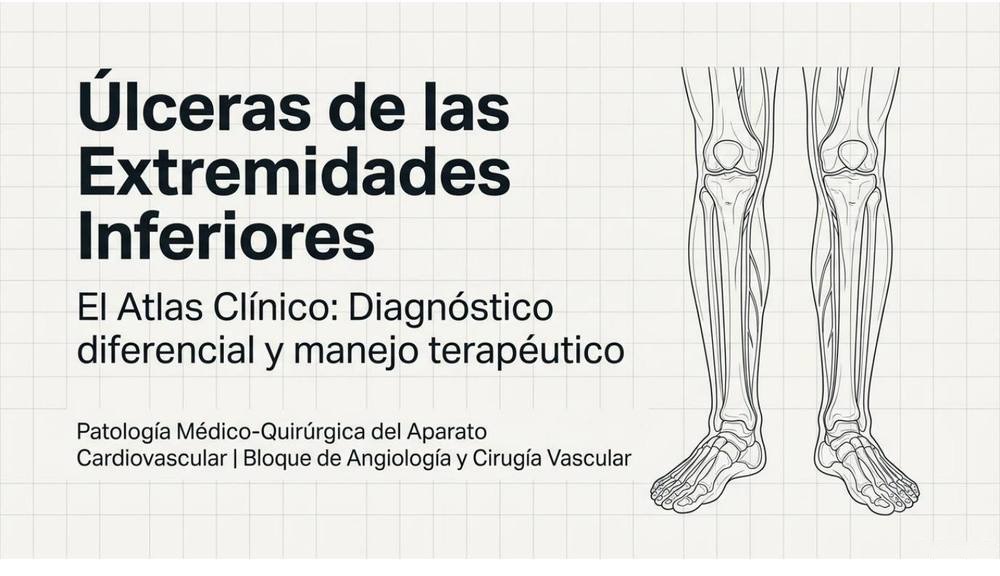 Úlceras de las
Extremidades
Inferiores
El Atlas Clínico: Diagnóstico
diferencial y manejo terapéutico
Patología Médico-Quirúrgica del Aparato
Cardiovascular | Bloque de Angiología y Cirugía Vascular